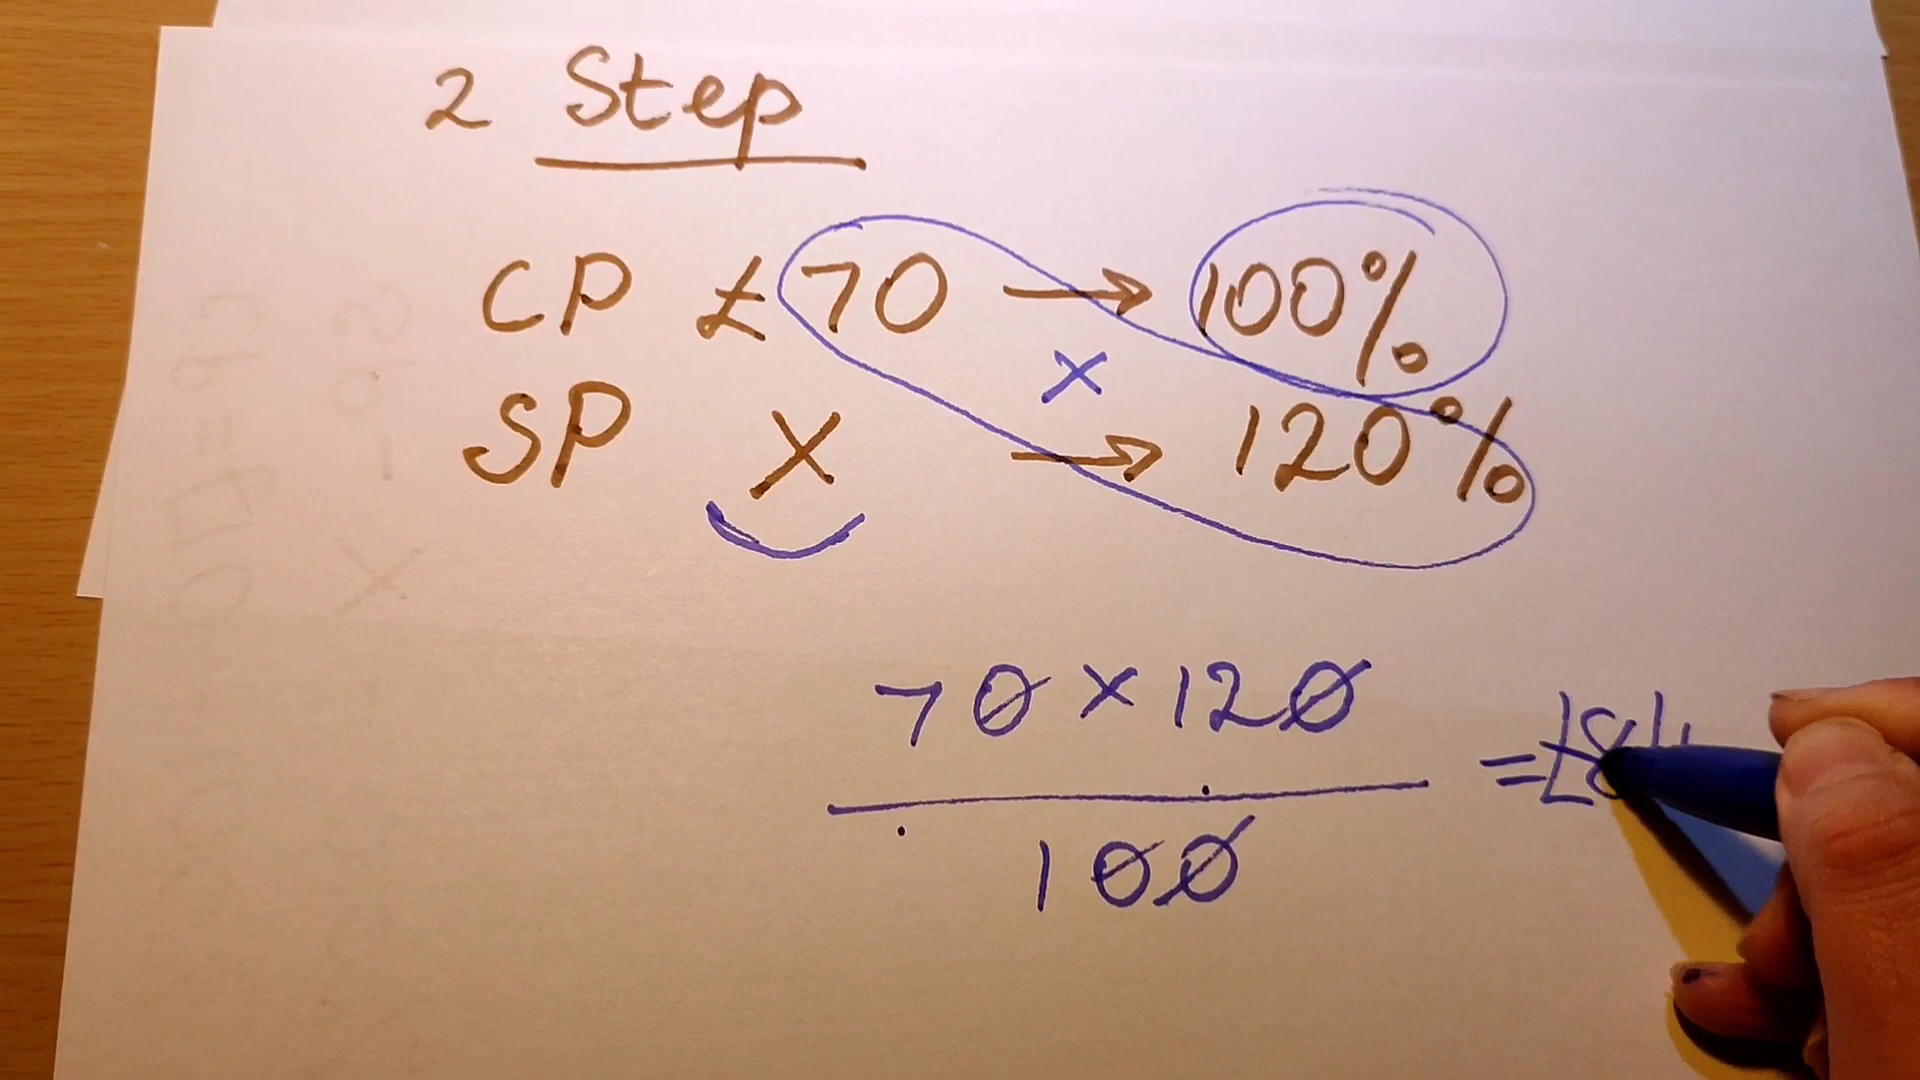 2 Step
CP £70 → 100%
×
SP X → 120%
70 × 120
= £84
100